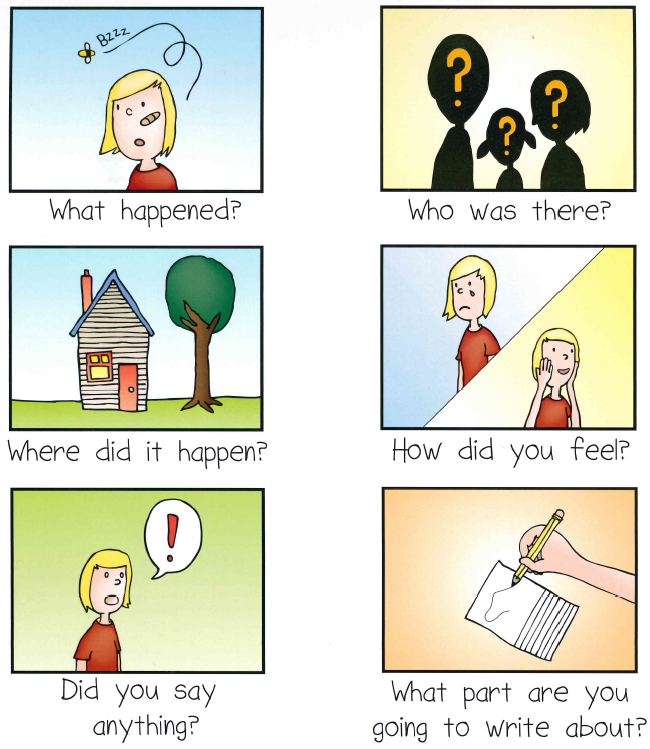 Bzzz
? ? ?
What happened?
Who was there?
Where did it happen?
How did you feel?
!
Did you say
anything?
What part are you
going to write about?